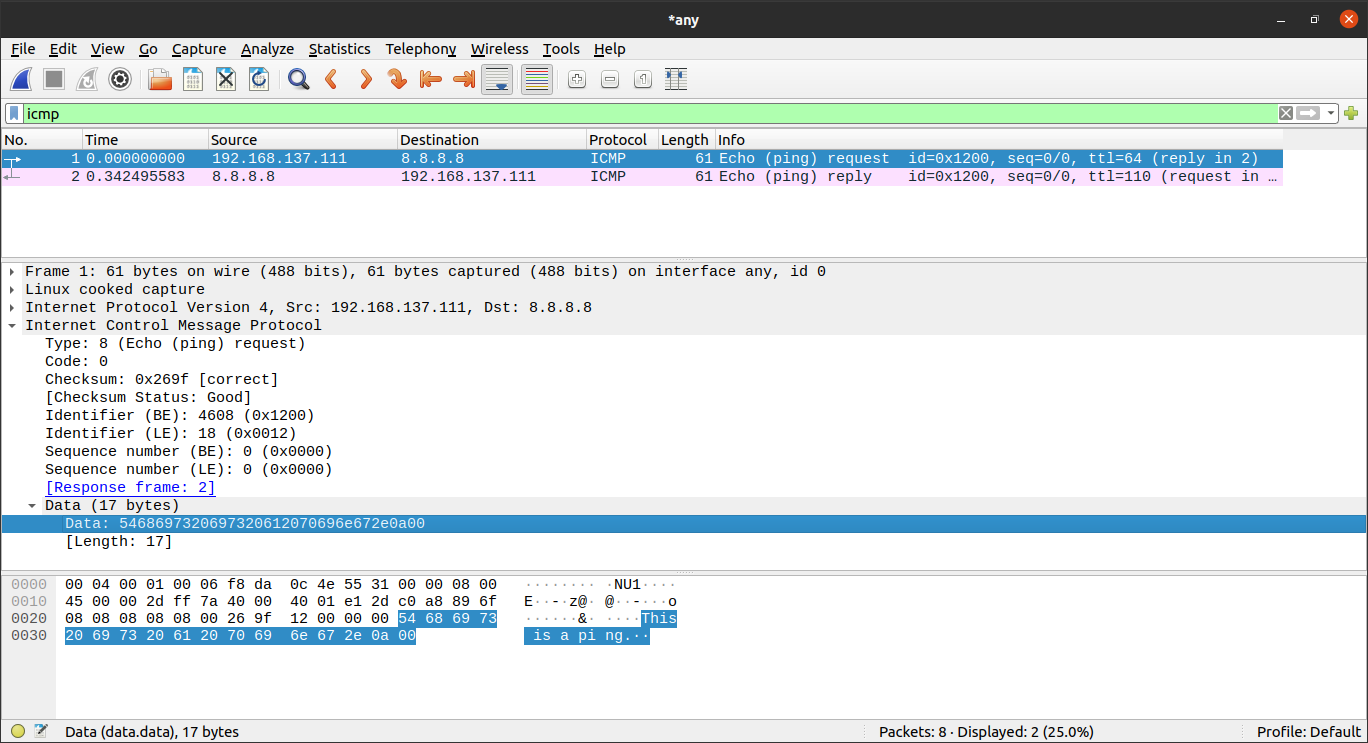 *any
File Edit View Go Capture Analyze Statistics Telephony Wireless Tools Help
icmp
No. Time Source Destination Protocol Length Info
1 0.000000000 192.168.137.111 8.8.8.8 ICMP 61 Echo (ping) request id=0x1200, seq=0/0, ttl=64 (reply in 2)
2 0.342495583 8.8.8.8 192.168.137.111 ICMP 61 Echo (ping) reply id=0x1200, seq=0/0, ttl=110 (request in …
Frame 1: 61 bytes on wire (488 bits), 61 bytes captured (488 bits) on interface any, id 0
Linux cooked capture
Internet Protocol Version 4, Src: 192.168.137.111, Dst: 8.8.8.8
Internet Control Message Protocol
Type: 8 (Echo (ping) request)
Code: 0
Checksum: 0x269f [correct]
[Checksum Status: Good]
Identifier (BE): 4608 (0x1200)
Identifier (LE): 18 (0x0012)
Sequence number (BE): 0 (0x0000)
Sequence number (LE): 0 (0x0000)
[Response frame: 2]
Data (17 bytes)
Data: 5468697320697320612070696e672e0a00
[Length: 17]
0000 00 04 00 01 00 06 f8 da 0c 4e 55 31 00 00 08 00 ········ ·NU1····
0010 45 00 00 2d ff 7a 40 00 40 01 e1 2d c0 a8 89 6f E··-·z@· @··-···o
0020 08 08 08 08 08 00 26 9f 12 00 00 00 54 68 69 73 ······&· ····This
0030 20 69 73 20 61 20 70 69 6e 67 2e 0a 00 is a pi ng.··
Data (data.data), 17 bytes
Packets: 8 · Displayed: 2 (25.0%)
Profile: Default